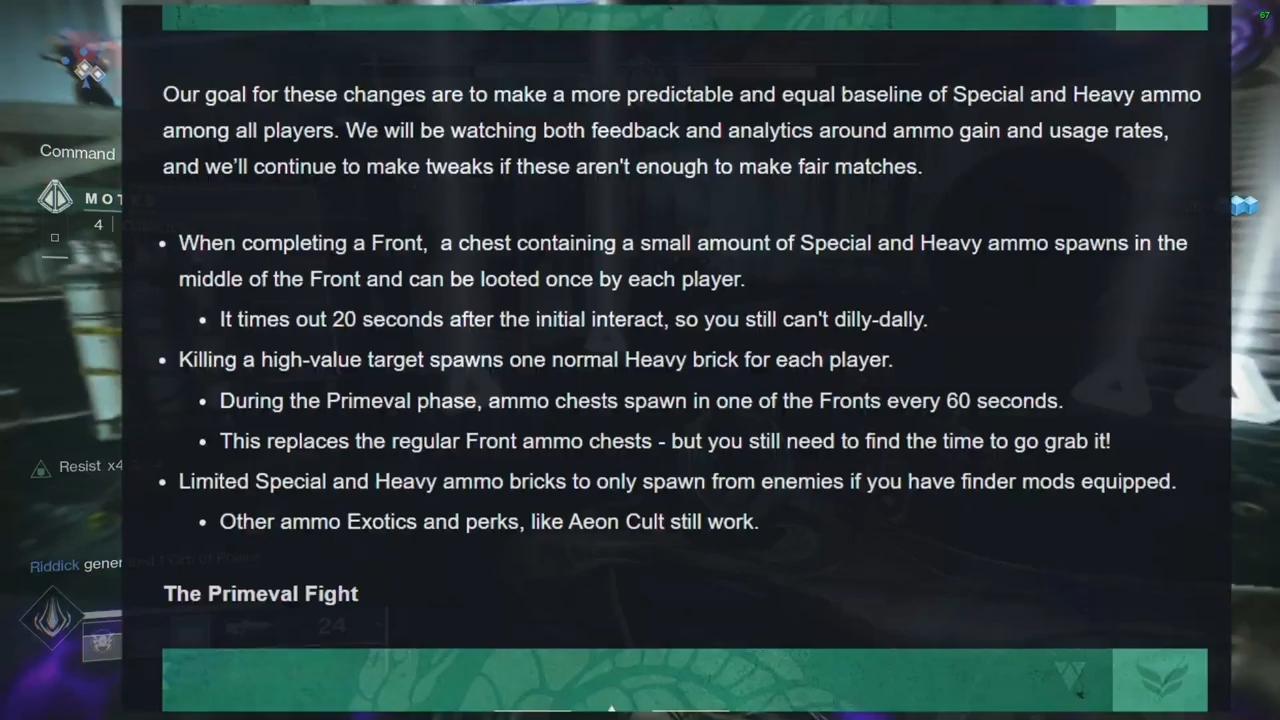 67
Our goal for these changes are to make a more predictable and equal baseline of Special and Heavy ammo
among all players. We will be watching both feedback and analytics around ammo gain and usage rates,
and we'll continue to make tweaks if these aren't enough to make fair matches.
Command
MOT
4
• When completing a Front,  a chest containing a small amount of Special and Heavy ammo spawns in the
middle of the Front and can be looted once by each player.
• It times out 20 seconds after the initial interact, so you still can't dilly-dally.
• Killing a high-value target spawns one normal Heavy brick for each player.
• During the Primeval phase, ammo chests spawn in one of the Fronts every 60 seconds.
• This replaces the regular Front ammo chests - but you still need to find the time to go grab it!
Resist x4
• Limited Special and Heavy ammo bricks to only spawn from enemies if you have finder mods equipped.
• Other ammo Exotics and perks, like Aeon Cult still work.
Riddick generated 1 Orb of Power
The Primeval Fight
24